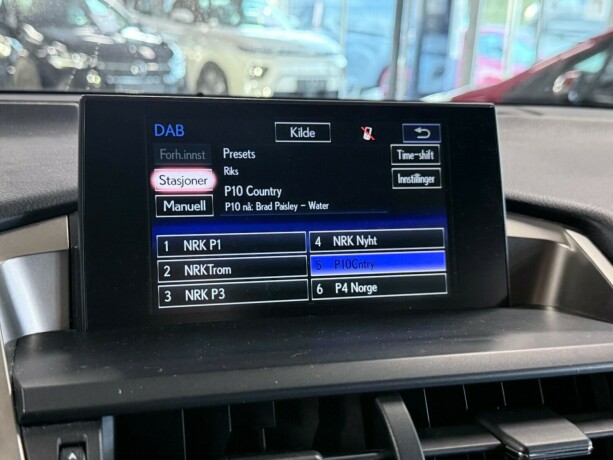 DAB
Kilde
Forh.innst
Presets
Time-shift
Riks
Stasjoner
P10 Country
Innstillinger
Manuell
P10 nå: Brad Paisley - Water
1 NRK P1
4 NRK Nyht
2 NRKTrom
5 P10Cntry
3 NRK P3
6 P4 Norge